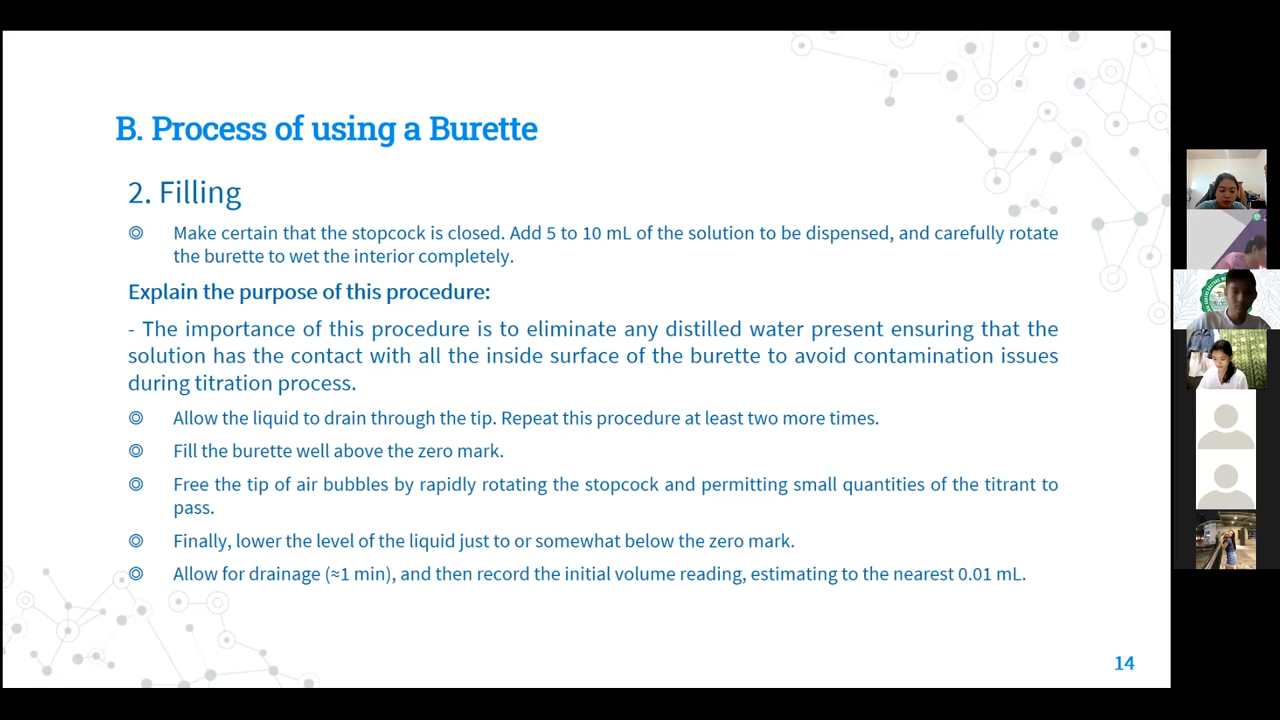 B. Process of using a Burette
2. Filling
Make certain that the stopcock is closed. Add 5 to 10 mL of the solution to be dispensed, and carefully rotate
the burette to wet the interior completely.
Explain the purpose of this procedure:
- The importance of this procedure is to eliminate any distilled water present ensuring that the
solution has the contact with all the inside surface of the burette to avoid contamination issues
during titration process.
Allow the liquid to drain through the tip. Repeat this procedure at least two more times.
Fill the burette well above the zero mark.
Free the tip of air bubbles by rapidly rotating the stopcock and permitting small quantities of the titrant to
pass.
Finally, lower the level of the liquid just to or somewhat below the zero mark.
Allow for drainage (≈1 min), and then record the initial volume reading, estimating to the nearest 0.01 mL.
14